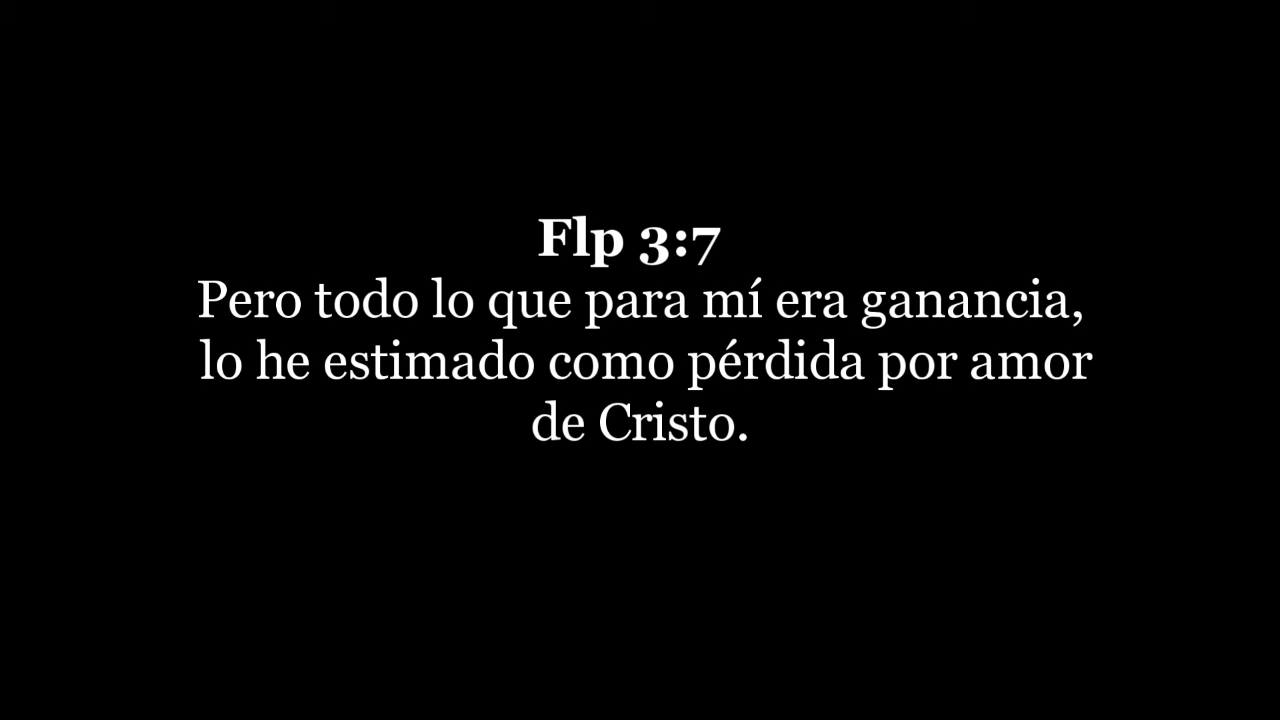 Flp 3:7
Pero todo lo que para mí era ganancia,
lo he estimado como pérdida por amor
de Cristo.